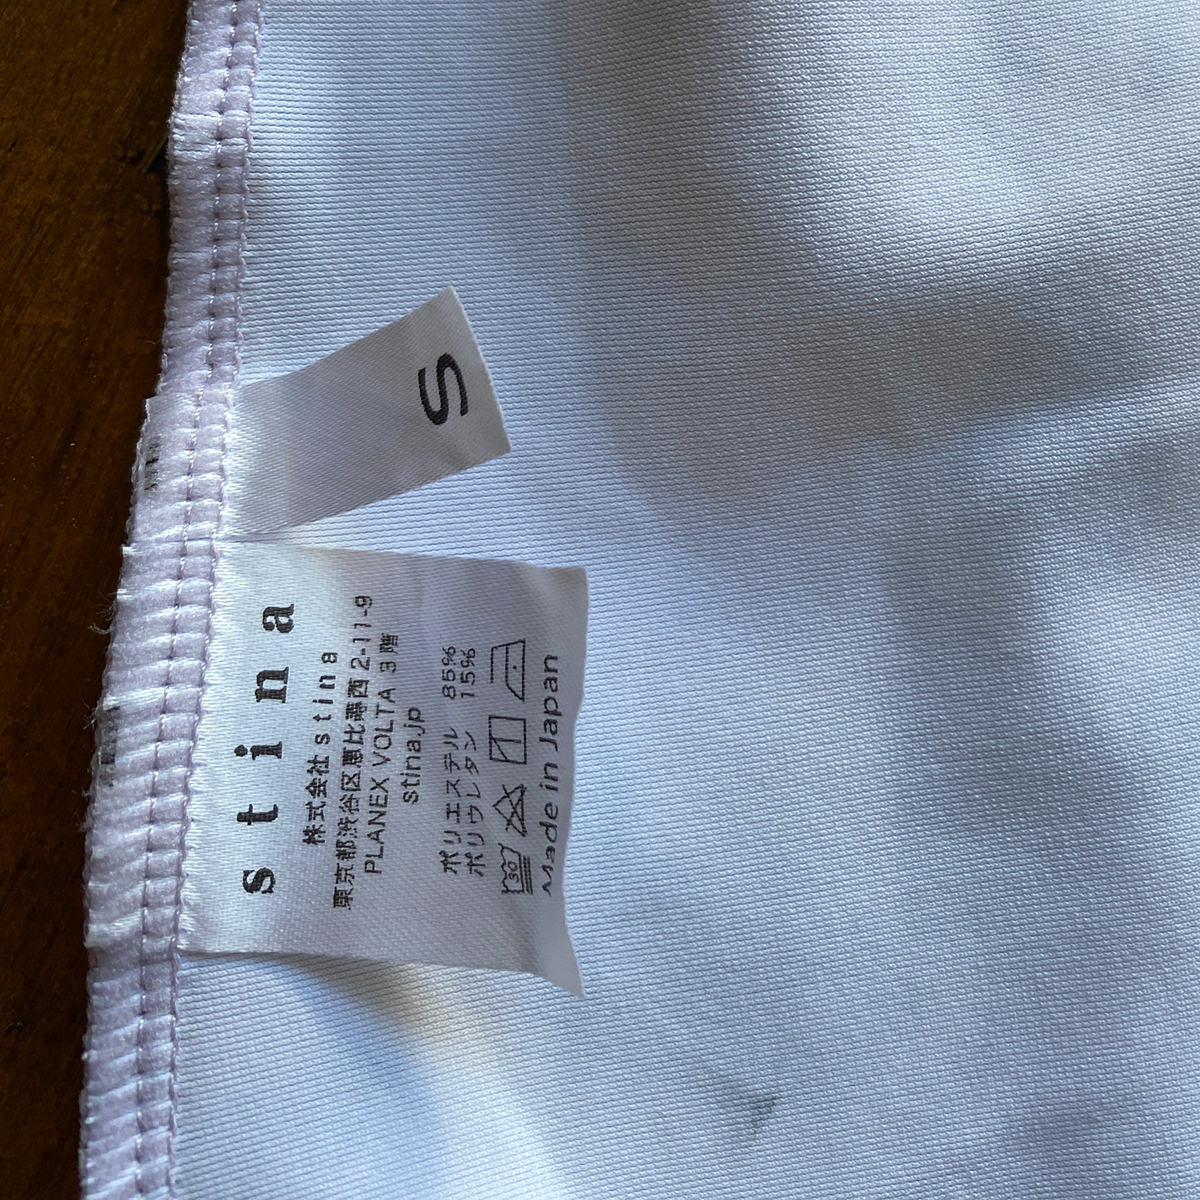 S
stina
株式会社stina
東京都渋谷区恵比寿西2-11-9
PLANEX VOLTA 3階
stina.jp
ポリエステル 85%
ポリウレタン 15%
30
Made in Japan